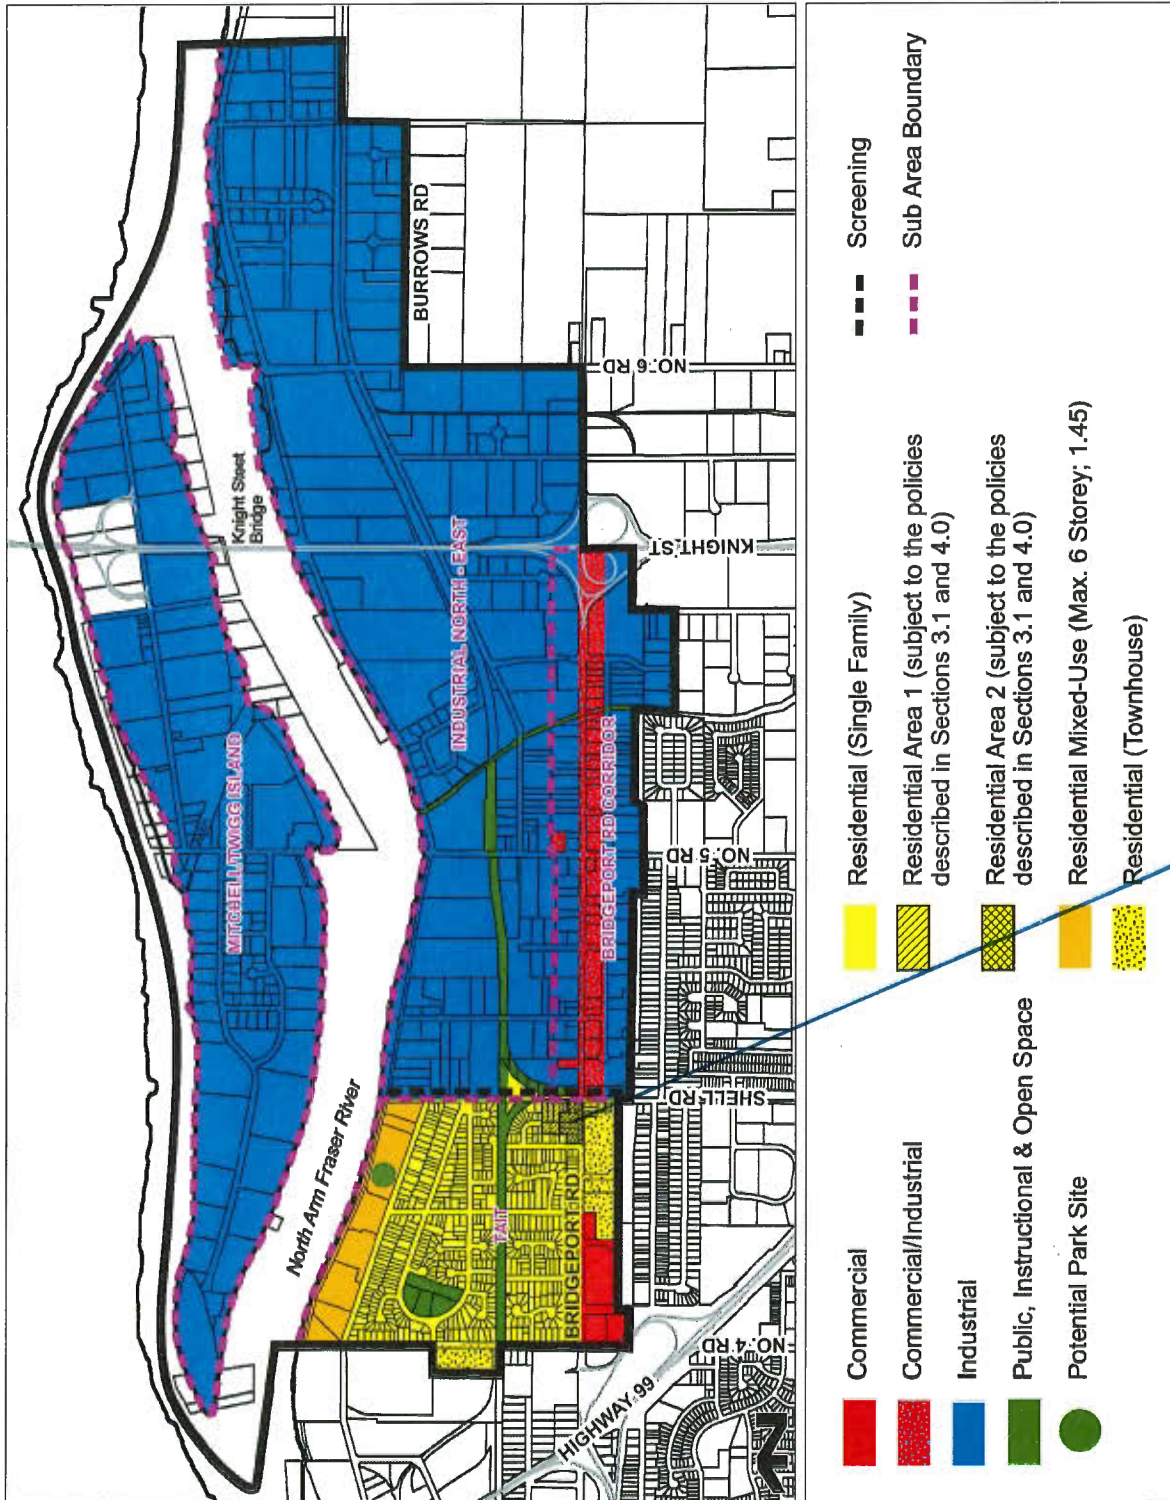 MITCHELL/TWIGG ISLAND
North Arm Fraser River
Knight Steet
Bridge
BURROWS RD
INDUSTRIAL NORTH - EAST
BRIDGEPORT RD CORRIDOR
TAIT
BRIDGEPORT RD
NO. 6 RD
KNIGHT ST
NO. 5 RD
SHELL RD
NO. 4 RD
HIGHWAY 99
N
Commercial
Commercial/Industrial
Industrial
Public, Instructional & Open Space
Potential Park Site
Residential (Single Family)
Residential Area 1 (subject to the policies
described in Sections 3.1 and 4.0)
Residential Area 2 (subject to the policies
described in Sections 3.1 and 4.0)
Residential Mixed-Use (Max. 6 Storey; 1.45)
Residential (Townhouse)
Screening
Sub Area Boundary